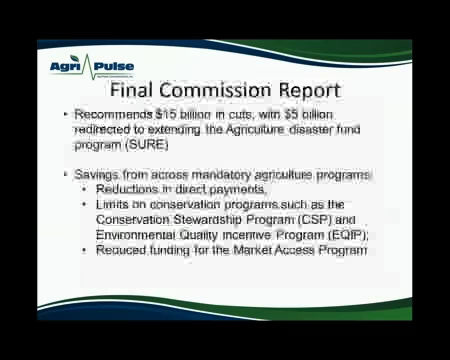 Agri Pulse
Final Commission Report
• Recommends $15 billion in cuts, with $5 billion
redirected to extending the Agriculture disaster fund
program (SURE)
• Savings from across mandatory agriculture programs:
• Reductions in direct payments,
• Limits on conservation programs such as the
Conservation Stewardship Program (CSP) and
Environmental Quality Incentive Program (EQIP);
• Reduced funding for the Market Access Program